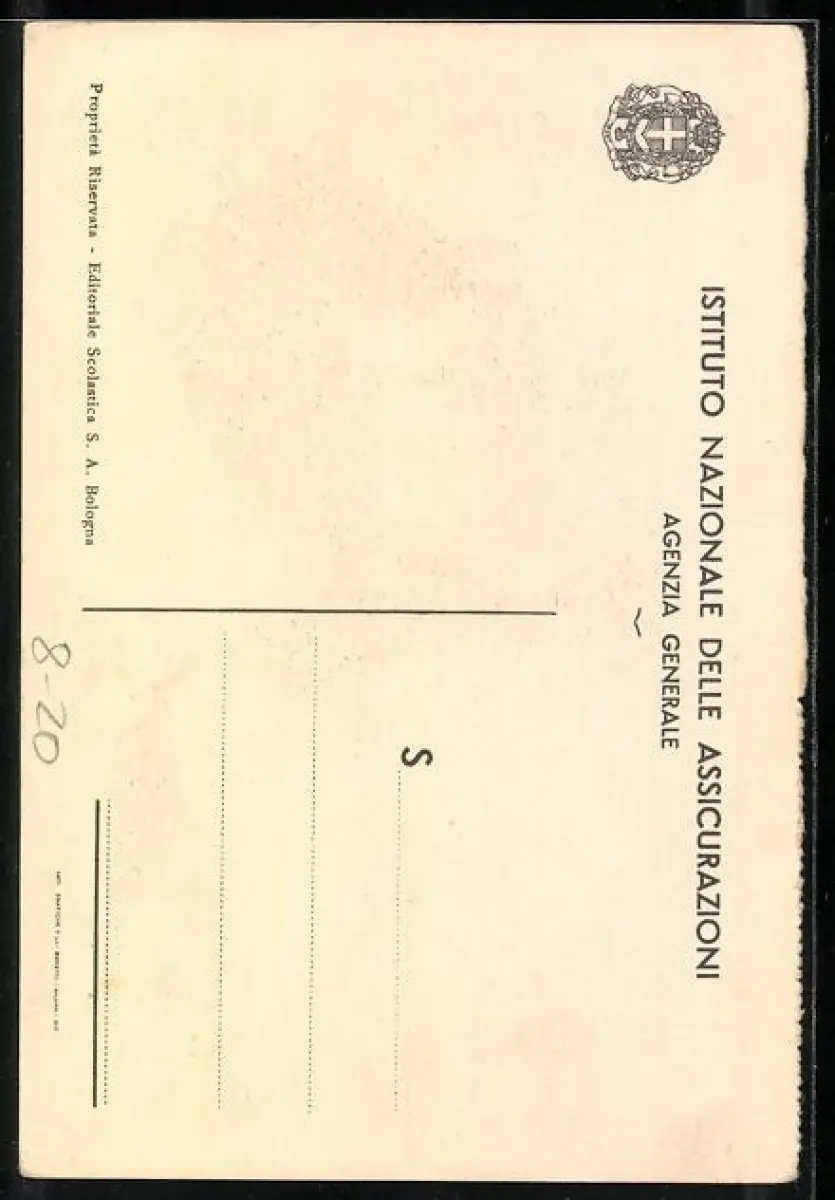 ISTITUTO NAZIONALE DELLE ASSICURAZIONI
AGENZIA GENERALE
S
Proprietà Riservata - Editoriale Scolastica S. A. Bologna
8-20